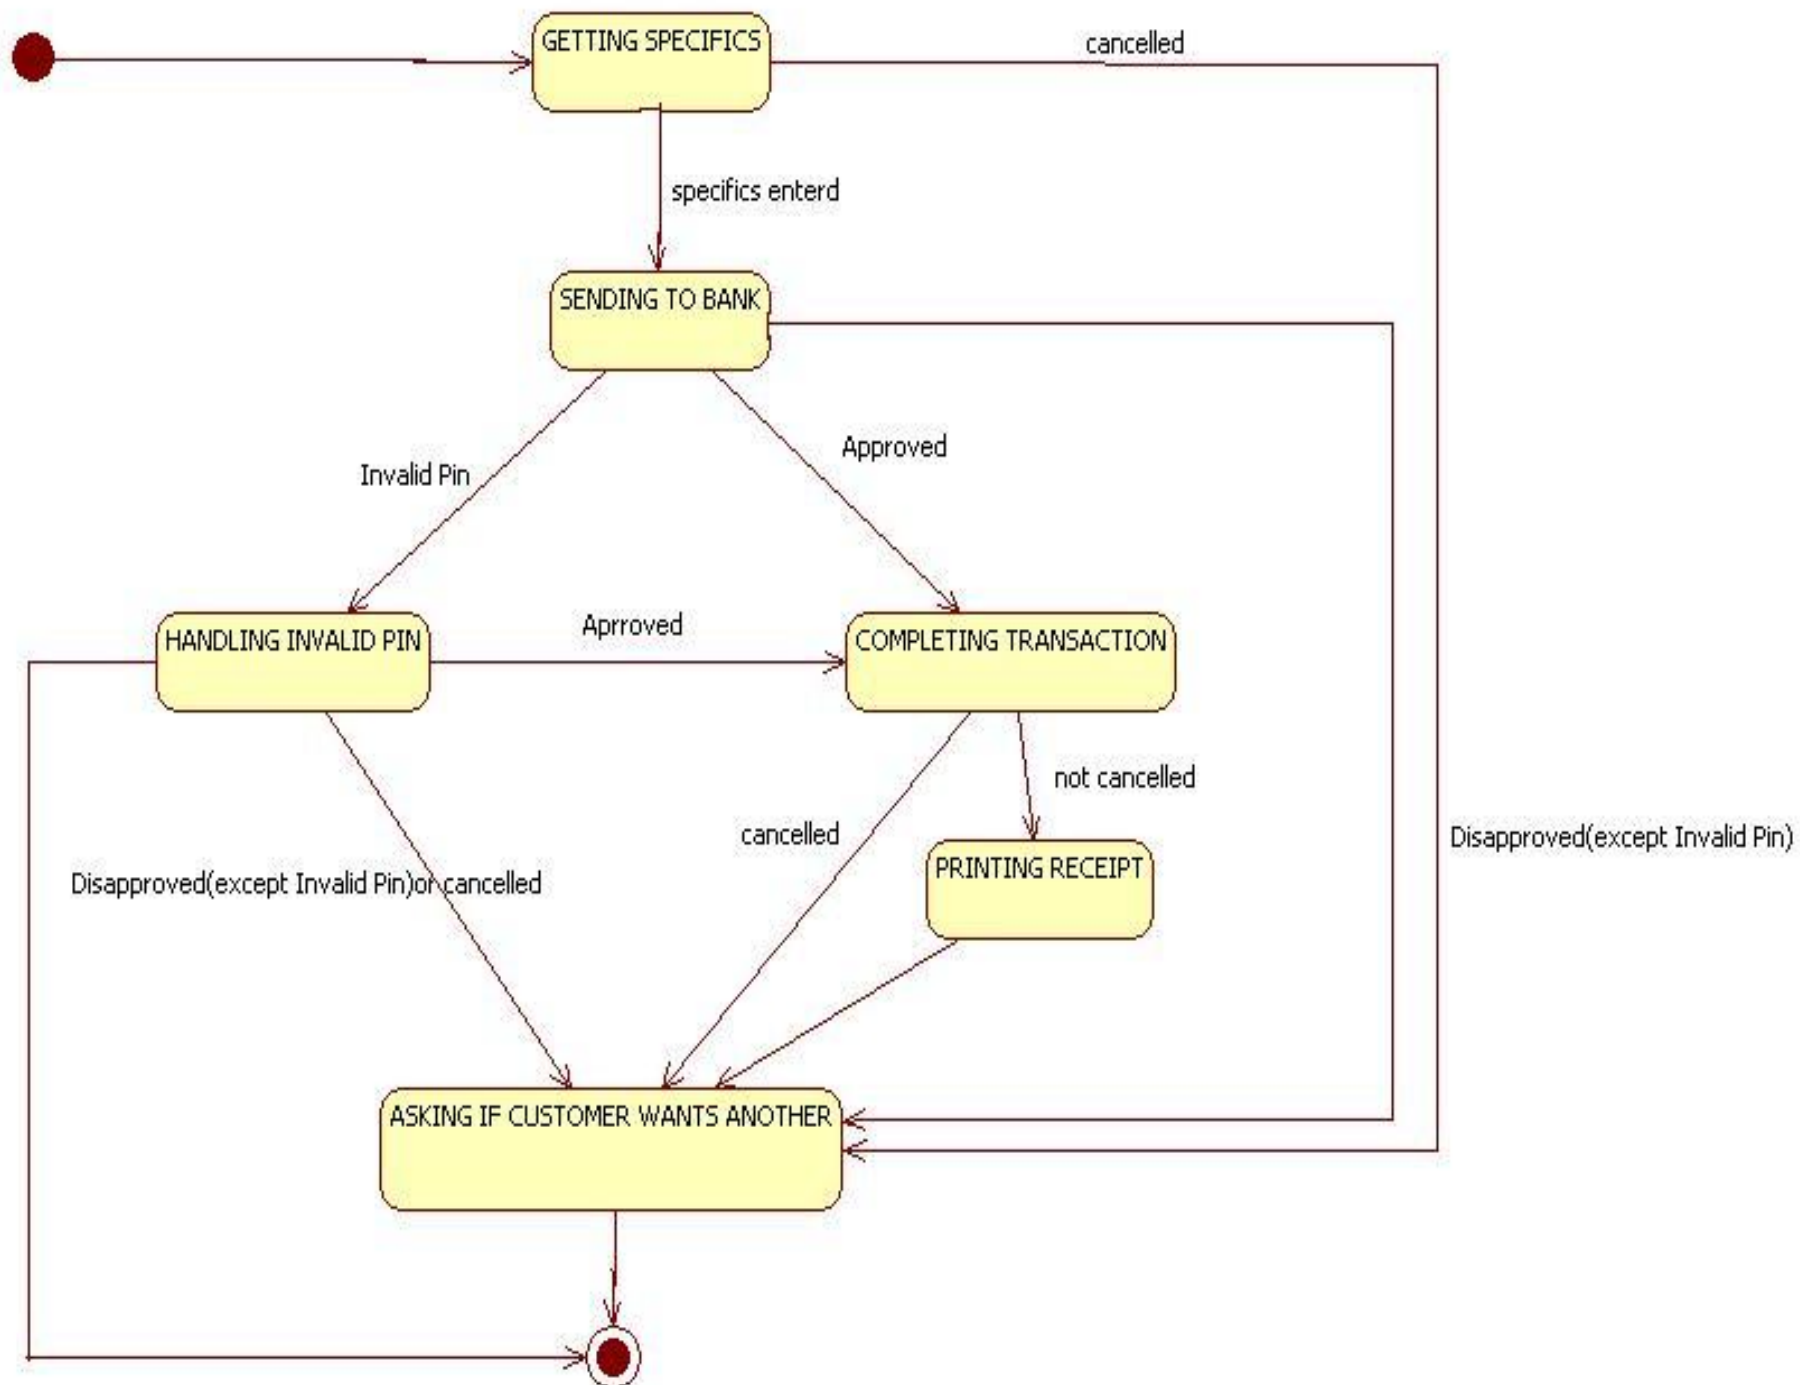 GETTING SPECIFICS
cancelled
specifics enterd
SENDING TO BANK
Approved
Invalid Pin
Aprroved
HANDLING INVALID PIN
COMPLETING TRANSACTION
not cancelled
cancelled
Disapproved(except Invalid Pin)
PRINTING RECEIPT
Disapproved(except Invalid Pin)or cancelled
ASKING IF CUSTOMER WANTS ANOTHER